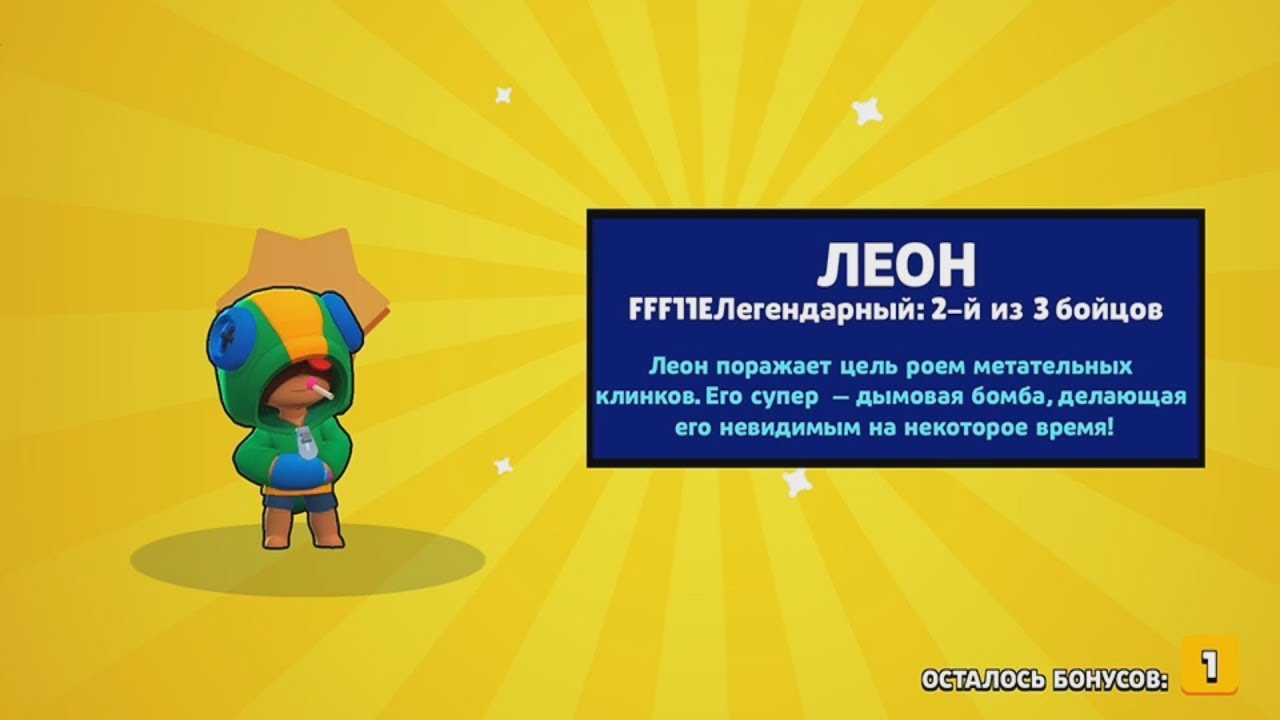 ЛЕОН
FFF11EЛегендарный: 2-й из 3 бойцов
Леон поражает цель роем метательных
клинков. Его супер – дымовая бомба, делающая
его невидимым на некоторое время!
ОСТАЛОСЬ БОНУСОВ: 1